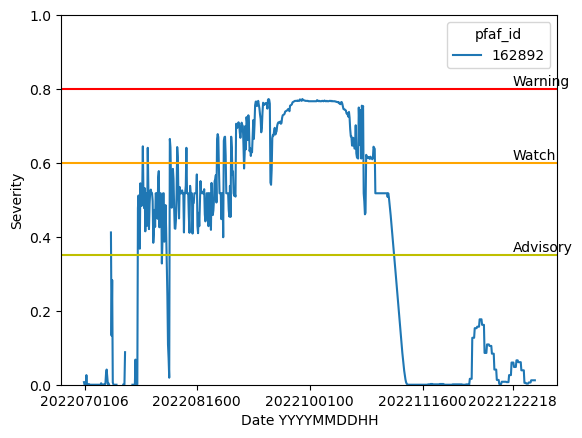 1.0
pfaf_id
162892
Warning
0.8
Watch
0.6
Severity
0.4
Advisory
0.2
0.0
2022070106 2022081600 2022100100 2022111600 2022122218
Date YYYYMMDDHH